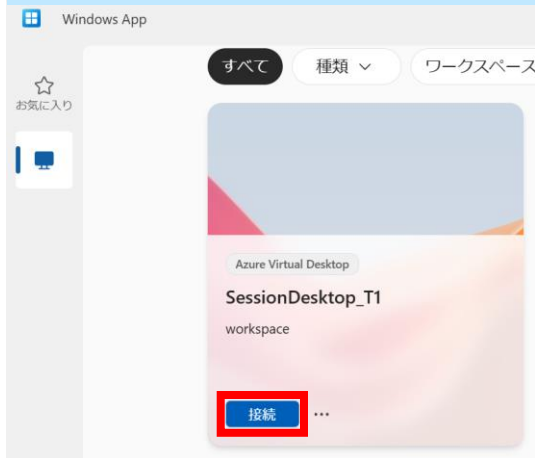 Windows App
すべて
種類
ワークスペース
お気に入り
Azure Virtual Desktop
SessionDesktop_T1
workspace
接続
...